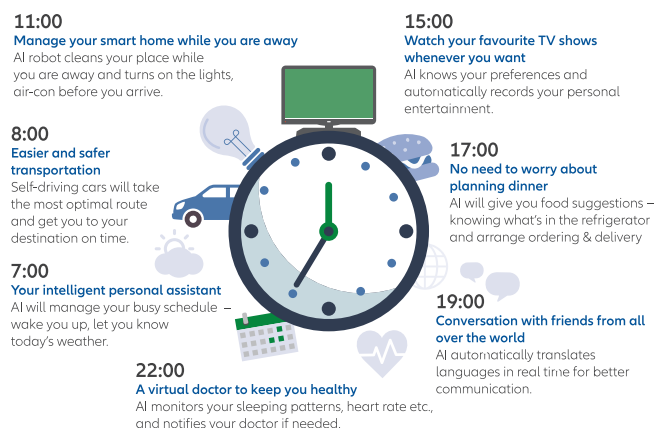 11:00
Manage your smart home while you are away
AI robot cleans your place while
you are away and turns on the lights,
air-con before you arrive.
8:00
Easier and safer
transportation
Self-driving cars will take
the most optimal route
and get you to your
destination on time.
7:00
Your intelligent personal assistant
AI will manage your busy schedule –
wake you up, let you know
today's weather.
22:00
A virtual doctor to keep you healthy
AI monitors your sleeping patterns, heart rate etc.,
and notifies your doctor if needed.
15:00
Watch your favourite TV shows
whenever you want
AI knows your preferences and
automatically records your personal
entertainment.
17:00
No need to worry about
planning dinner
AI will give you food suggestions –
knowing what's in the refrigerator
and arrange ordering & delivery
19:00
Conversation with friends from all
over the world
AI automatically translates
languages in real time for better
communication.